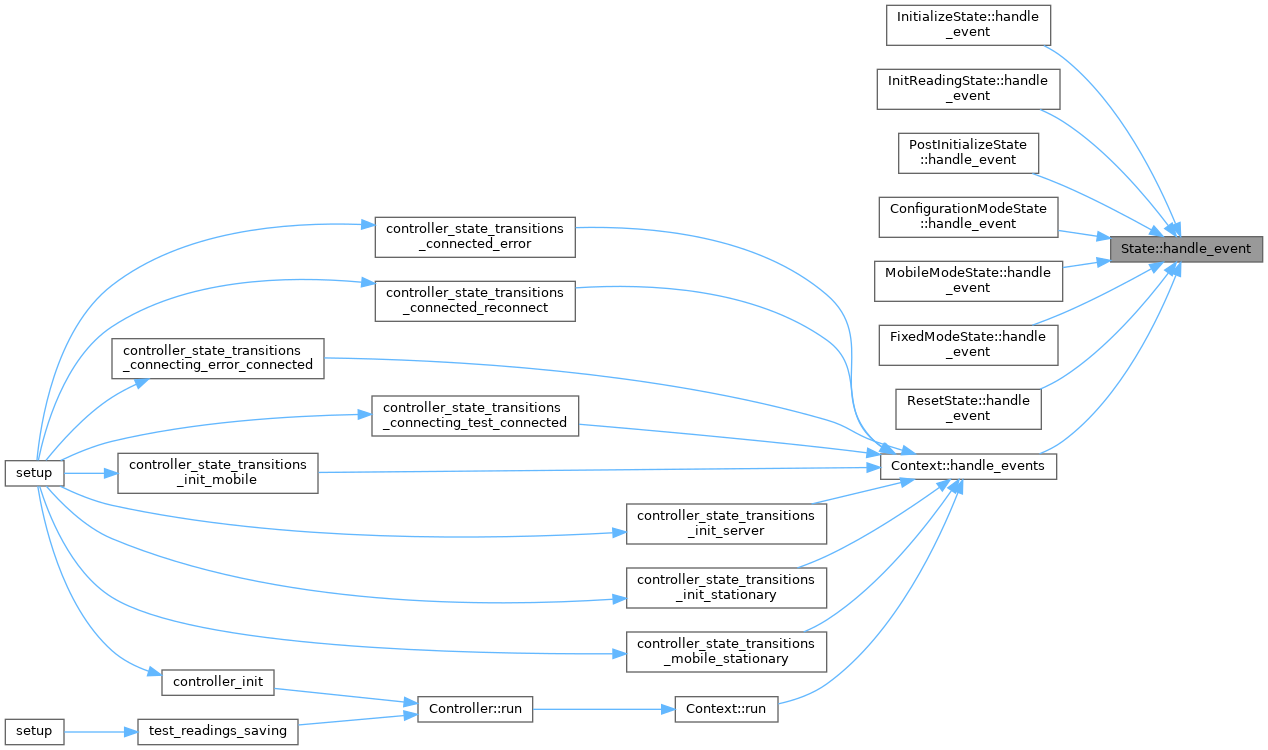 InitializeState::handle
_event
InitReadingState::handle
_event
PostInitializeState
::handle_event
ConfigurationModeState
::handle_event
State::handle_event
MobileModeState::handle
_event
FixedModeState::handle
_event
ResetState::handle
_event
controller_state_transitions
_connected_error
controller_state_transitions
_connected_reconnect
controller_state_transitions
_connecting_error_connected
controller_state_transitions
_connecting_test_connected
setup
controller_state_transitions
_init_mobile
Context::handle_events
controller_state_transitions
_init_server
controller_state_transitions
_init_stationary
controller_state_transitions
_mobile_stationary
controller_init
Controller::run
Context::run
setup
test_readings_saving